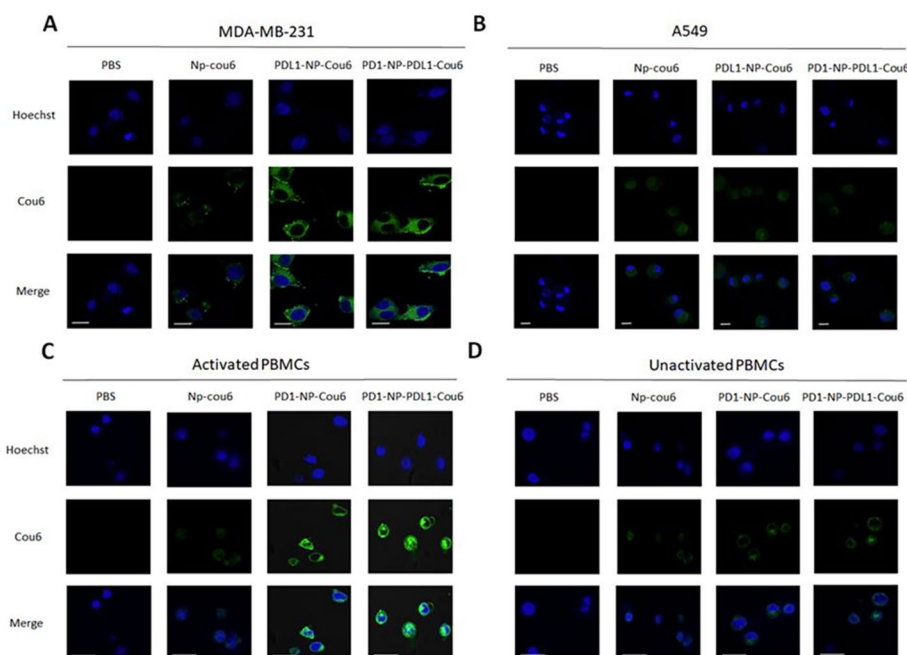 A
MDA-MB-231
PBS Np-cou6 PDL1-NP-Cou6 PD1-NP-PDL1-Cou6
Hoechst
Cou6
Merge
B
A549
PBS Np-cou6 PDL1-NP-Cou6 PD1-NP-PDL1-Cou6
C
Activated PBMCs
PBS Np-cou6 PD1-NP-Cou6 PD1-NP-PDL1-Cou6
Hoechst
Cou6
Merge
D
Unactivated PBMCs
PBS Np-cou6 PD1-NP-Cou6 PD1-NP-PDL1-Cou6